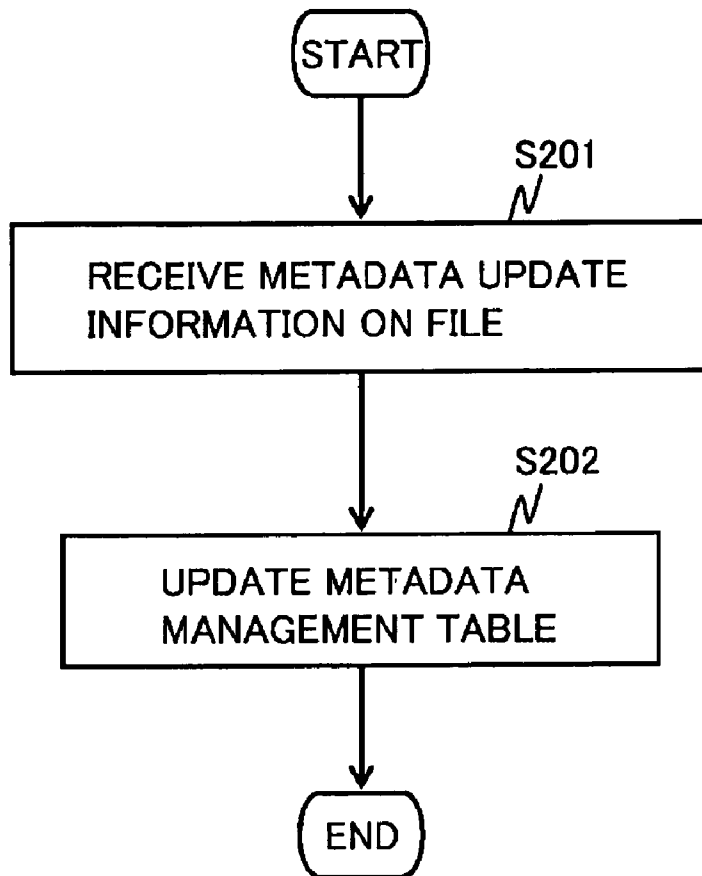 START
S201
RECEIVE METADATA UPDATE
INFORMATION ON FILE
S202
UPDATE METADATA
MANAGEMENT TABLE
END